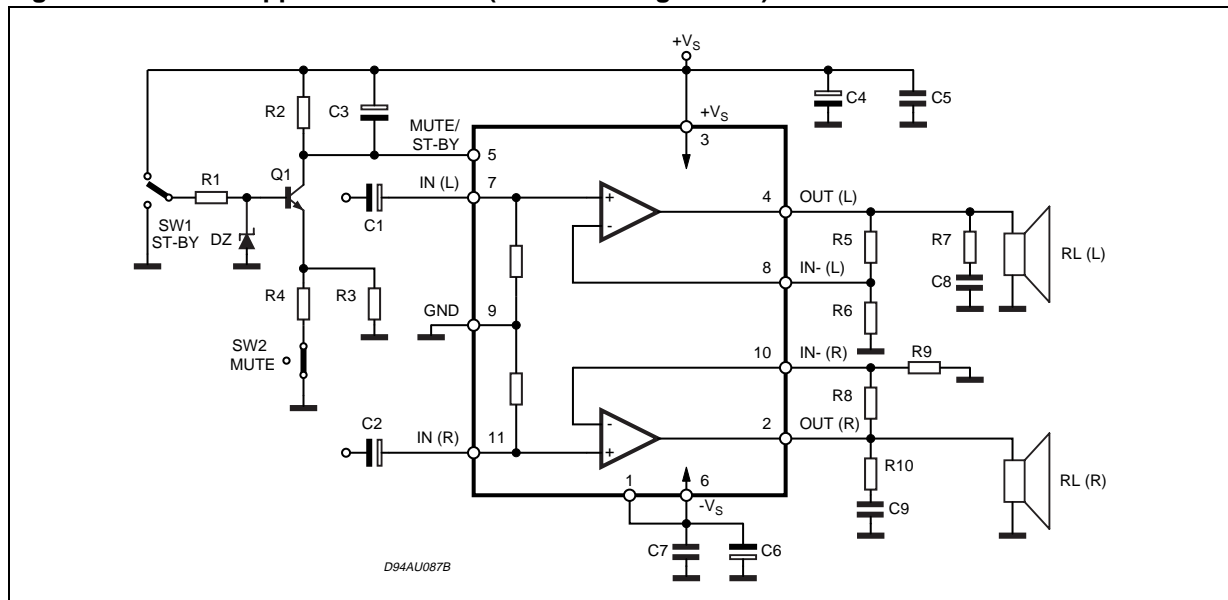 +VS
R2
C3
C4
C5
MUTE/
ST-BY
+VS
3
5
R1
Q1
IN (L)
7
C1
4
OUT (L)
SW1
ST-BY
DZ
R5
R7
RL (L)
8
IN- (L)
C8
R4
R3
R6
GND
9
SW2
MUTE
10
IN- (R)
R9
R8
C2
IN (R)
11
2
OUT (R)
R10
RL (R)
1
6
-VS
C9
C7
C6
D94AU087B
+
-
-
+